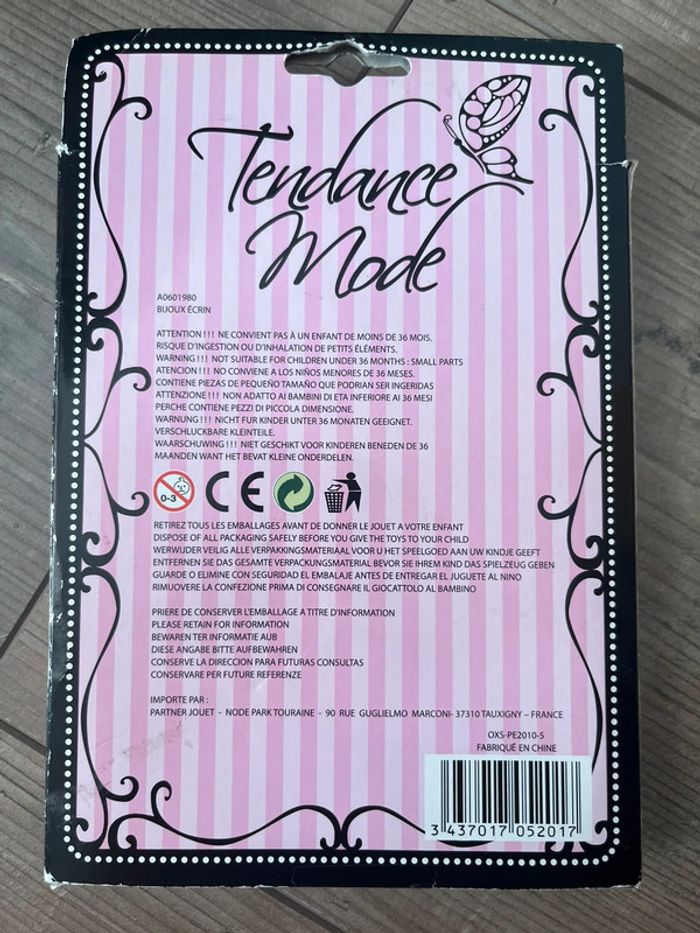 Tendance
Mode
A0601980
BIJOUX ÉCRIN
ATTENTION!!! NE CONVIENT PAS À UN ENFANT DE MOINS DE 36 MOIS.
RISQUE D'INGESTION OU D'INHALATION DE PETITS ÉLÉMENTS.
WARNING!!! NOT SUITABLE FOR CHILDREN UNDER 36 MONTHS : SMALL PARTS
ATENCION!!! NO CONVIENE A LOS NIÑOS MENORES DE 36 MESES.
CONTIENE PIEZAS DE PEQUEÑO TAMAÑO QUE PODRIAN SER INGERIDAS
ATTENZIONE!!! NON ADATTO AI BAMBINI DI ETA INFERIORE AI 36 MESI
PERCHE CONTIENE PEZZI DI PICCOLA DIMENSIONE.
WARNUNG!!! NICHT FUR KINDER UNTER 36 MONATEN GEEIGNET.
VERSCHLUCKBARE KLEINTEILE.
WAARSCHUWING!!! NIET GESCHIKT VOOR KINDEREN BENEDEN DE 36
MAANDEN WANT HET BEVAT KLEINE ONDERDELEN.
0-3
CE
RETIREZ TOUS LES EMBALLAGES AVANT DE DONNER LE JOUET A VOTRE ENFANT
DISPOSE OF ALL PACKAGING SAFELY BEFORE YOU GIVE THE TOYS TO YOUR CHILD
WERWIJDER VEILIG ALLE VERPAKKINGSMATERIAAL VOOR U HET SPEELGOED AAN UW KINDJE GEEFT
ENTFERNEN SIE DAS GESAMTE VERPACKUNGSMATERIAL BEVOR SIE IHREM KIND DAS SPIELZEUG GEBEN
GUARDE O ELIMINE CON SEGURIDAD EL EMBALAJE ANTES DE ENTREGAR EL JUGUETE AL NINO
RIMUOVERE LA CONFEZIONE PRIMA DI CONSEGNARE IL GIOCATTOLO AL BAMBINO
PRIERE DE CONSERVER L'EMBALLAGE A TITRE D'INFORMATION
PLEASE RETAIN FOR INFORMATION
BEWAREN TER INFORMATIE AUB
DIESE ANGABE BITTE AUFBEWAHREN
CONSERVE LA DIRECCION PARA FUTURAS CONSULTAS
CONSERVARE PER FUTURE REFERENZE
IMPORTE PAR :
PARTNER JOUET - NODE PARK TOURAINE - 90 RUE GUGLIELMO MARCONI- 37310 TAUXIGNY – FRANCE
OXS-PE2010-5
FABRIQUÉ EN CHINE
3 437017 052017